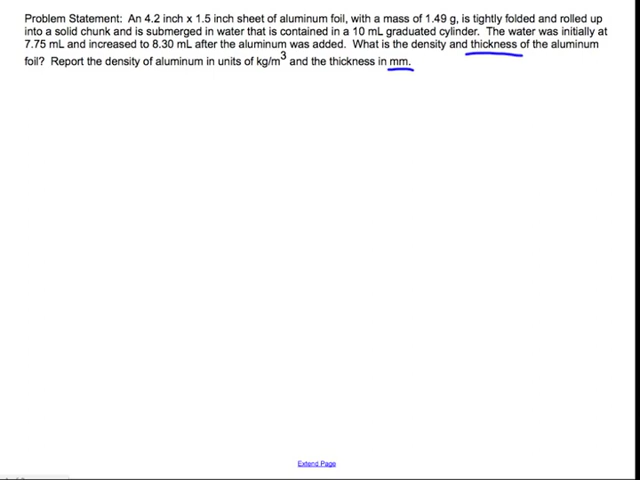 Problem Statement: An 4.2 inch x 1.5 inch sheet of aluminum foil, with a mass of 1.49 g, is tightly folded and rolled up
into a solid chunk and is submerged in water that is contained in a 10 mL graduated cylinder. The water was initially at
7.75 mL and increased to 8.30 mL after the aluminum was added. What is the density and thickness of the aluminum
foil? Report the density of aluminum in units of kg/m³ and the thickness in mm.
Extend Page